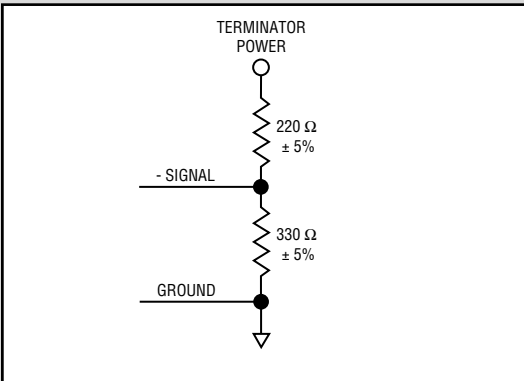 TERMINATOR
POWER
220 Ω
± 5%
- SIGNAL
330 Ω
± 5%
GROUND